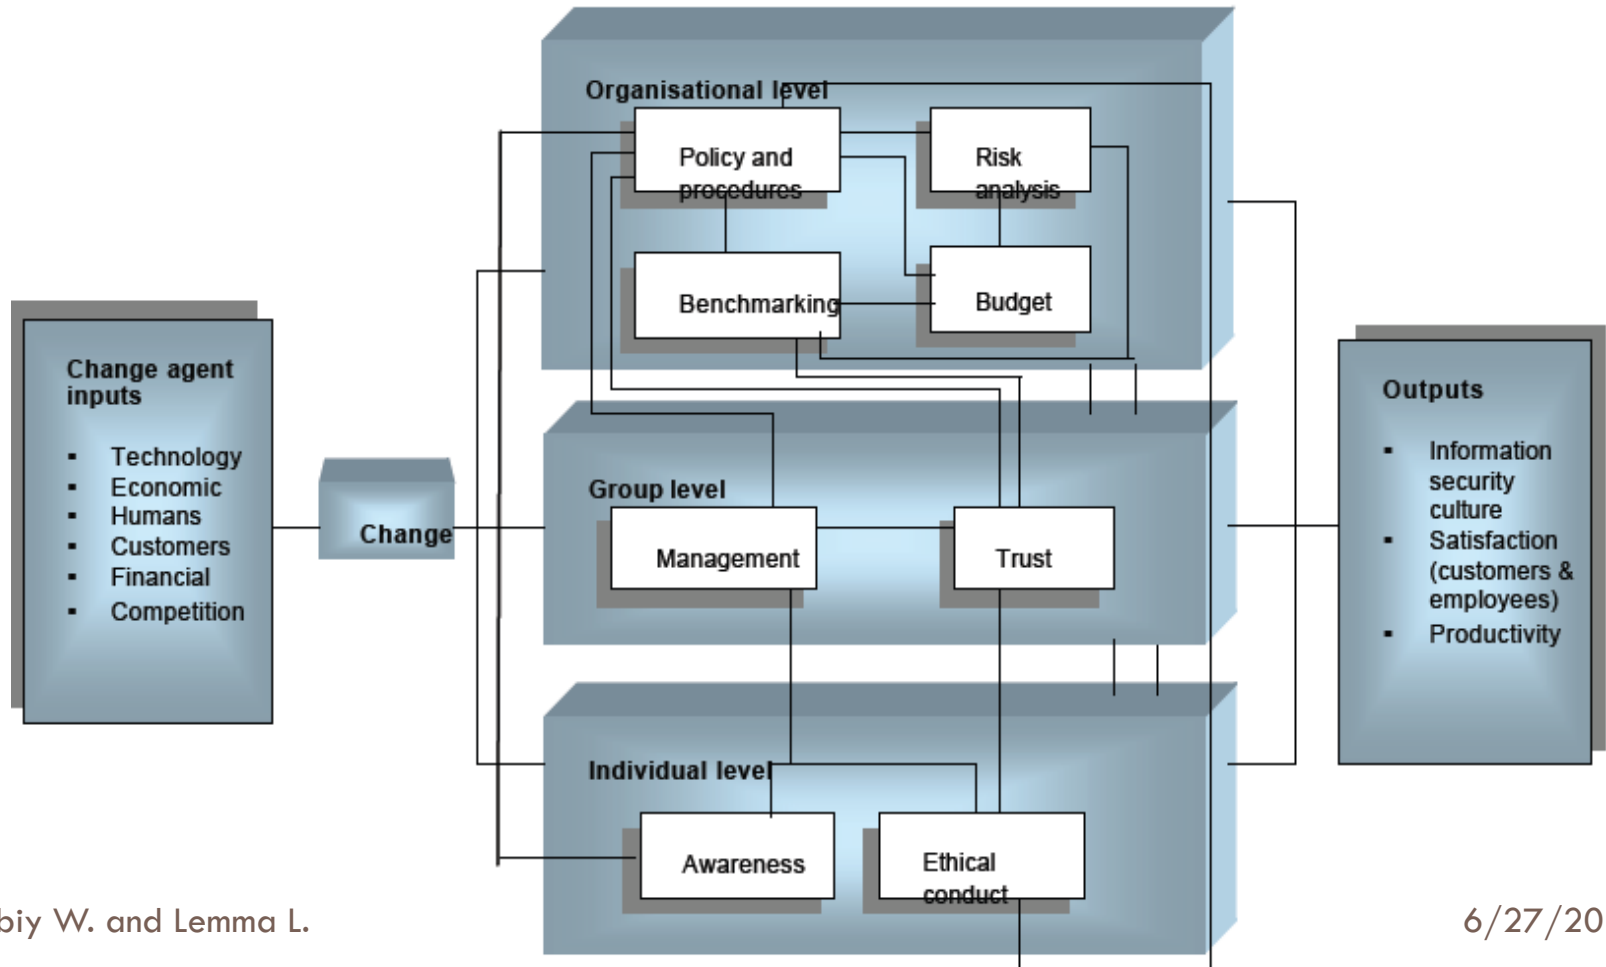 Organisational level
Policy and
procedures
Risk
analysis
Benchmarking
Budget
Change agent
inputs
▪ Technology
▪ Economic
▪ Humans
▪ Customers
▪ Financial
▪ Competition
Change
Group level
Management
Trust
Individual level
Awareness
Ethical
conduct
Outputs
▪ Information
security
culture
▪ Satisfaction
(customers &
employees)
▪ Productivity
biy W. and Lemma L.
6/27/20